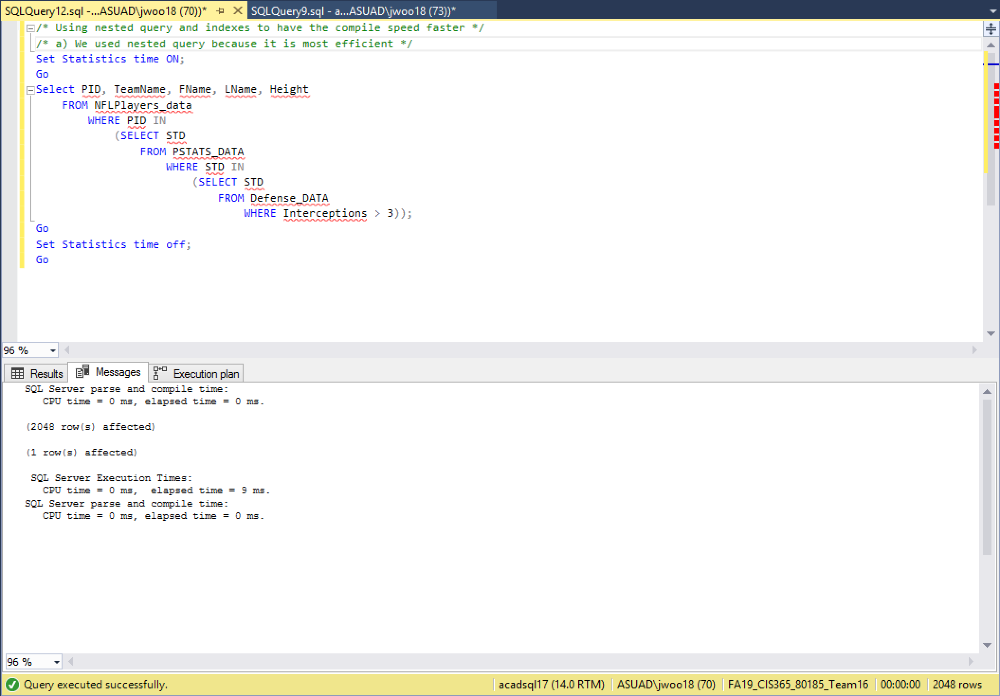 SQLQuery12.sql -...ASUAD\jwoo18 (70))* SQLQuery9.sql - a...ASUAD\jwoo18 (73))*
/* Using nested query and indexes to have the compile speed faster */
/* a) We used nested query because it is most efficient */
Set Statistics time ON;
Go
Select PID, TeamName, FName, LName, Height
FROM NFLPlayers_data
WHERE PID IN
(SELECT STD
FROM PSTATS_DATA
WHERE STD IN
(SELECT STD
FROM Defense_DATA
WHERE Interceptions > 3));
Go
Set Statistics time off;
Go
96 %
Results Messages Execution plan
SQL Server parse and compile time:
CPU time = 0 ms, elapsed time = 0 ms.
(2048 row(s) affected)
(1 row(s) affected)
SQL Server Execution Times:
CPU time = 0 ms, elapsed time = 9 ms.
SQL Server parse and compile time:
CPU time = 0 ms, elapsed time = 0 ms.
96 %
Query executed successfully. acadsql17 (14.0 RTM) ASUAD\jwoo18 (70) FA19_CIS365_80185_Team16 00:00:00 2048 rows